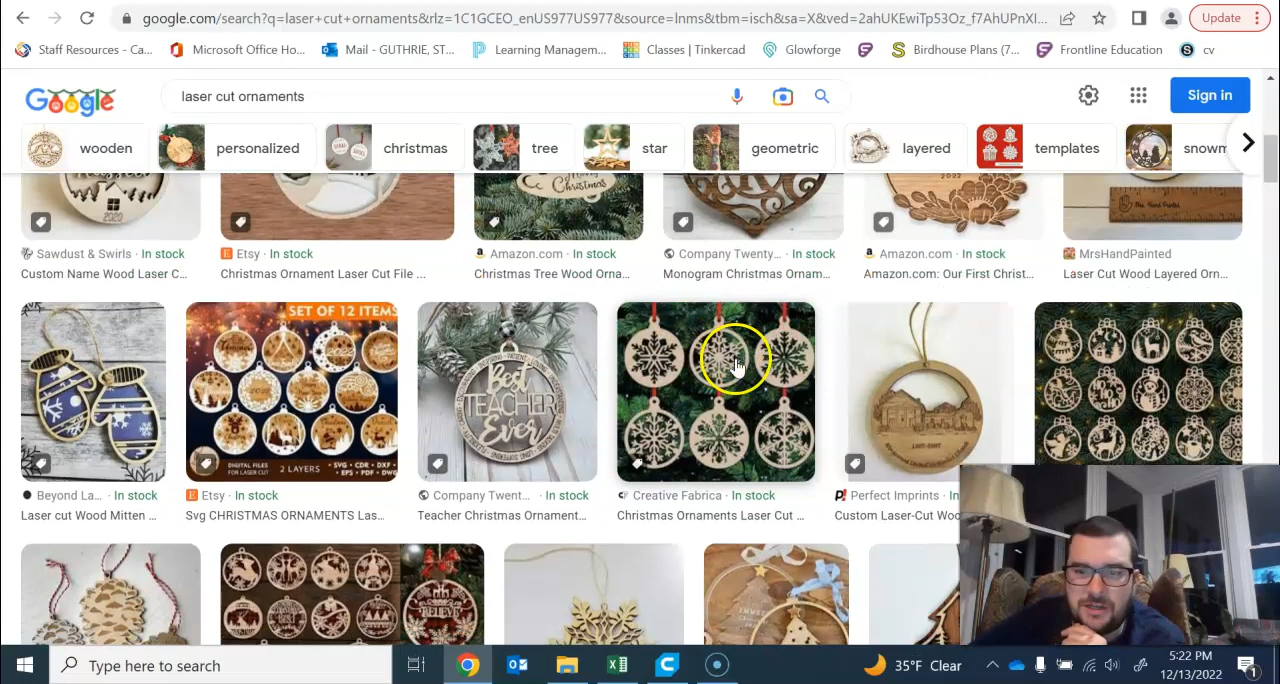 google.com/search?q=laser+cut+ornaments&rlz=1C1GCEO_enUS977US977&source=lnms&tbm=isch&sa=X&ved=2ahUKEwiTp53Oz_f7AhUPnXI...
Update
Staff Resources - Ca...
Microsoft Office Ho...
Mail - GUTHRIE, ST...
Learning Managem...
Classes | Tinkercad
Glowforge
Birdhouse Plans (7...
Frontline Education
cv
Google
laser cut ornaments
Sign in
wooden
personalized
christmas
tree
star
geometric
layered
templates
snowm
2020
Christmas
2022
Sawdust & Swirls · In stock
Custom Name Wood Laser C...
Etsy · In stock
Christmas Ornament Laser Cut File ...
Amazon.com · In stock
Christmas Tree Wood Orna...
Company Twenty... · In stock
Monogram Christmas Ornam...
Amazon.com · In stock
Amazon.com: Our First Christ...
MrsHandPainted
Laser Cut Wood Layered Orn...
SET OF 12 ITEMS
DIGITAL FILES
FOR LASER CUT
2 LAYERS
• SVG • CDR • DXF
• EPS • PDF • DWG
Best
TEACHER
Ever
Beyond La... · In stock
Laser cut Wood Mitten ...
Etsy · In stock
Svg CHRISTMAS ORNAMENTS Las...
Company Twent... · In stock
Teacher Christmas Ornament...
Creative Fabrica · In stock
Christmas Ornaments Laser Cut ...
Perfect Imprints · In
Custom Laser-Cut Woo
BELIEVE
Type here to search
35°F Clear
5:22 PM
12/13/2022
1